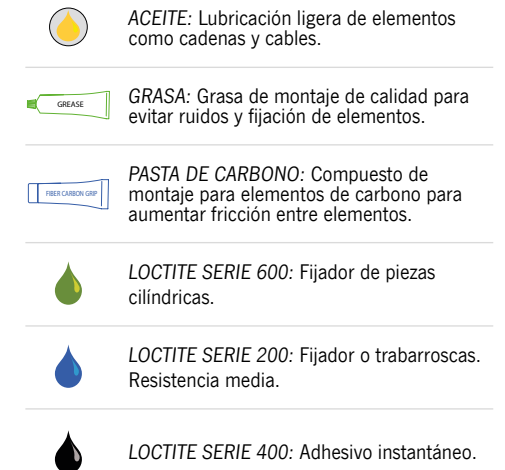 ACEITE: Lubricación ligera de elementos
como cadenas y cables.
GREASE
GRASA: Grasa de montaje de calidad para
evitar ruidos y fijación de elementos.
FIBER CARBON GRIP
PASTA DE CARBONO: Compuesto de
montaje para elementos de carbono para
aumentar fricción entre elementos.
LOCTITE SERIE 600: Fijador de piezas
cilíndricas.
LOCTITE SERIE 200: Fijador o trabarroscas.
Resistencia media.
LOCTITE SERIE 400: Adhesivo instantáneo.